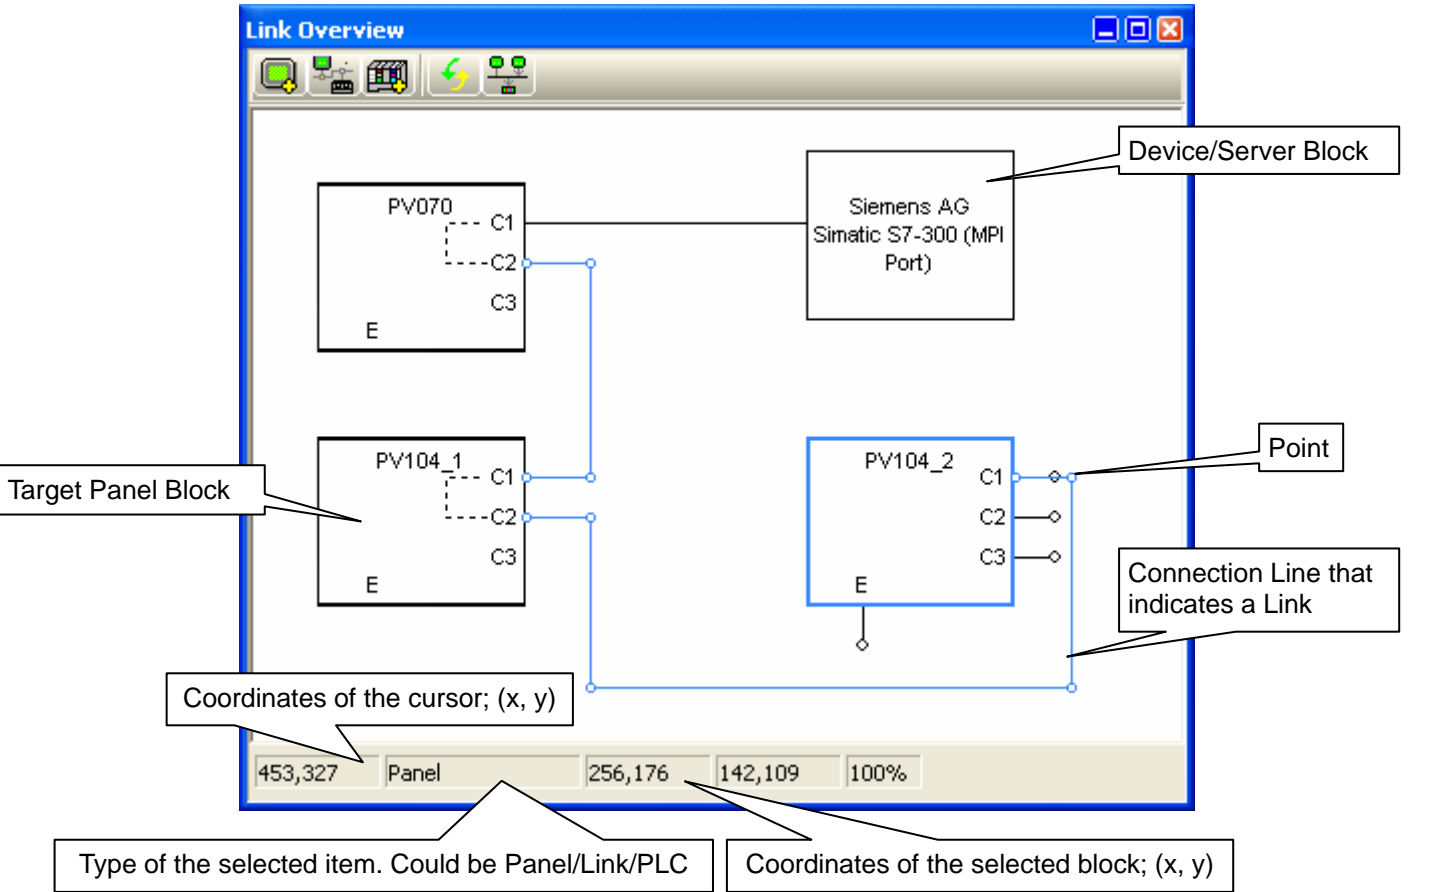 Link Overview
Device/Server Block
PV070
C1
C2
C3
E
Siemens AG
Simatic S7-300 (MPI
Port)
Target Panel Block
PV104_1
C1
C2
C3
E
PV104_2
C1
C2
C3
E
Point
Connection Line that
indicates a Link
Coordinates of the cursor; (x, y)
453,327
Panel
256,176
142,109
100%
Type of the selected item. Could be Panel/Link/PLC
Coordinates of the selected block; (x, y)